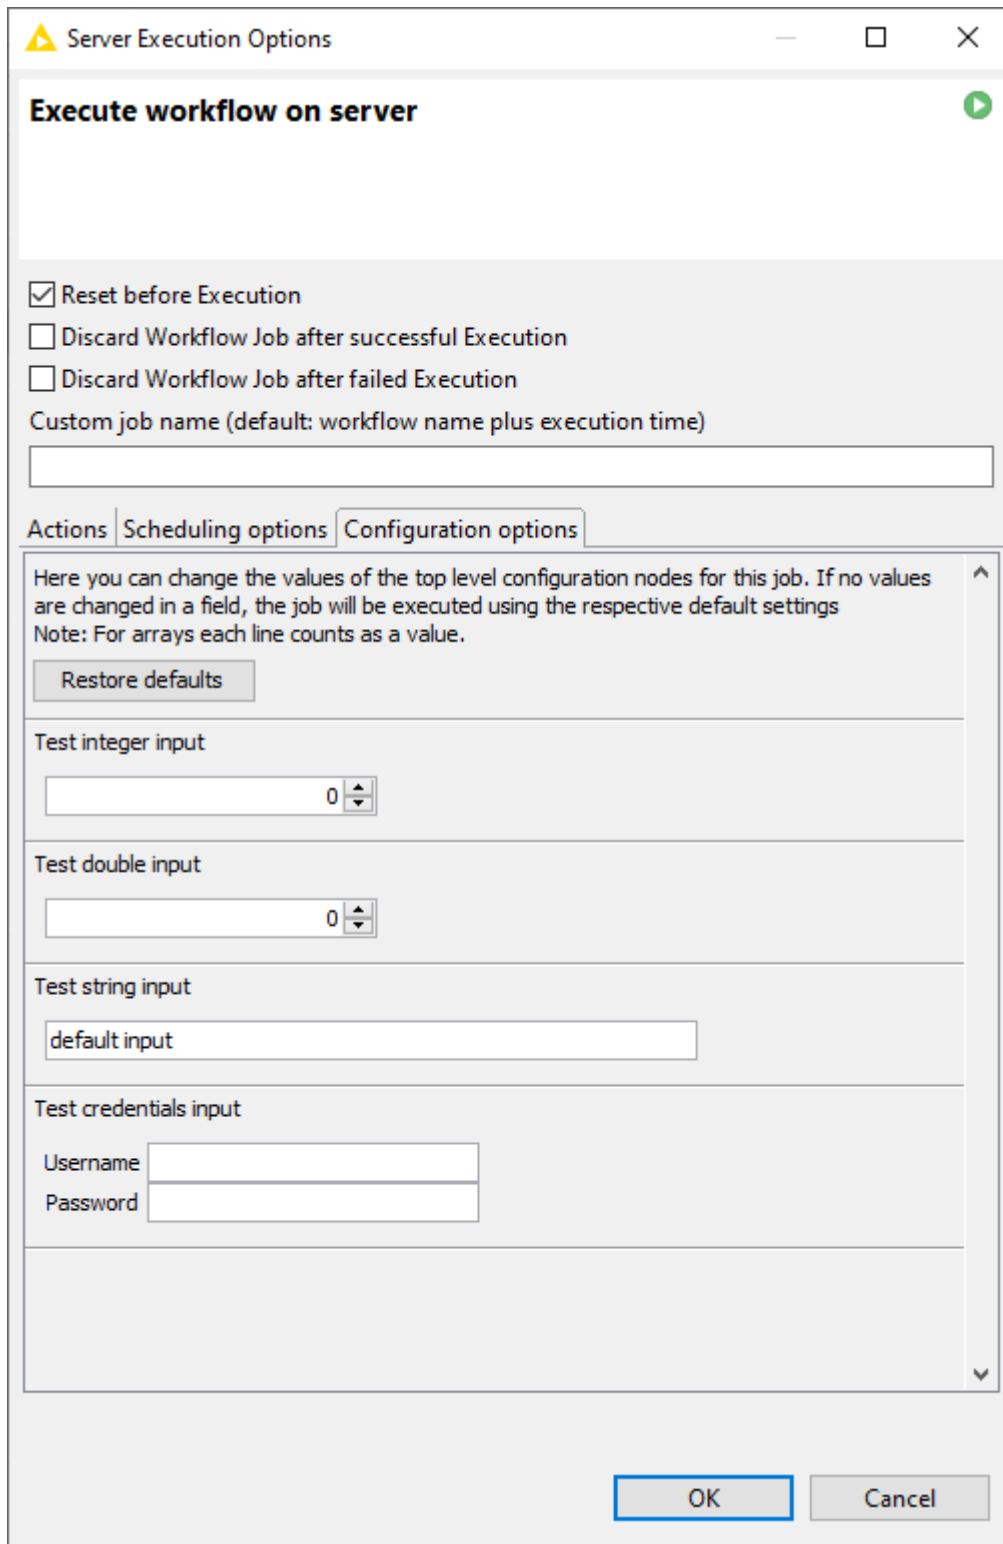 Server Execution Options
Execute workflow on server
Reset before Execution
Discard Workflow Job after successful Execution
Discard Workflow Job after failed Execution
Custom job name (default: workflow name plus execution time)
Actions Scheduling options Configuration options
Here you can change the values of the top level configuration nodes for this job. If no values
are changed in a field, the job will be executed using the respective default settings
Note: For arrays each line counts as a value.
Restore defaults
Test integer input
0
Test double input
0
Test string input
default input
Test credentials input
Username
Password
OK Cancel